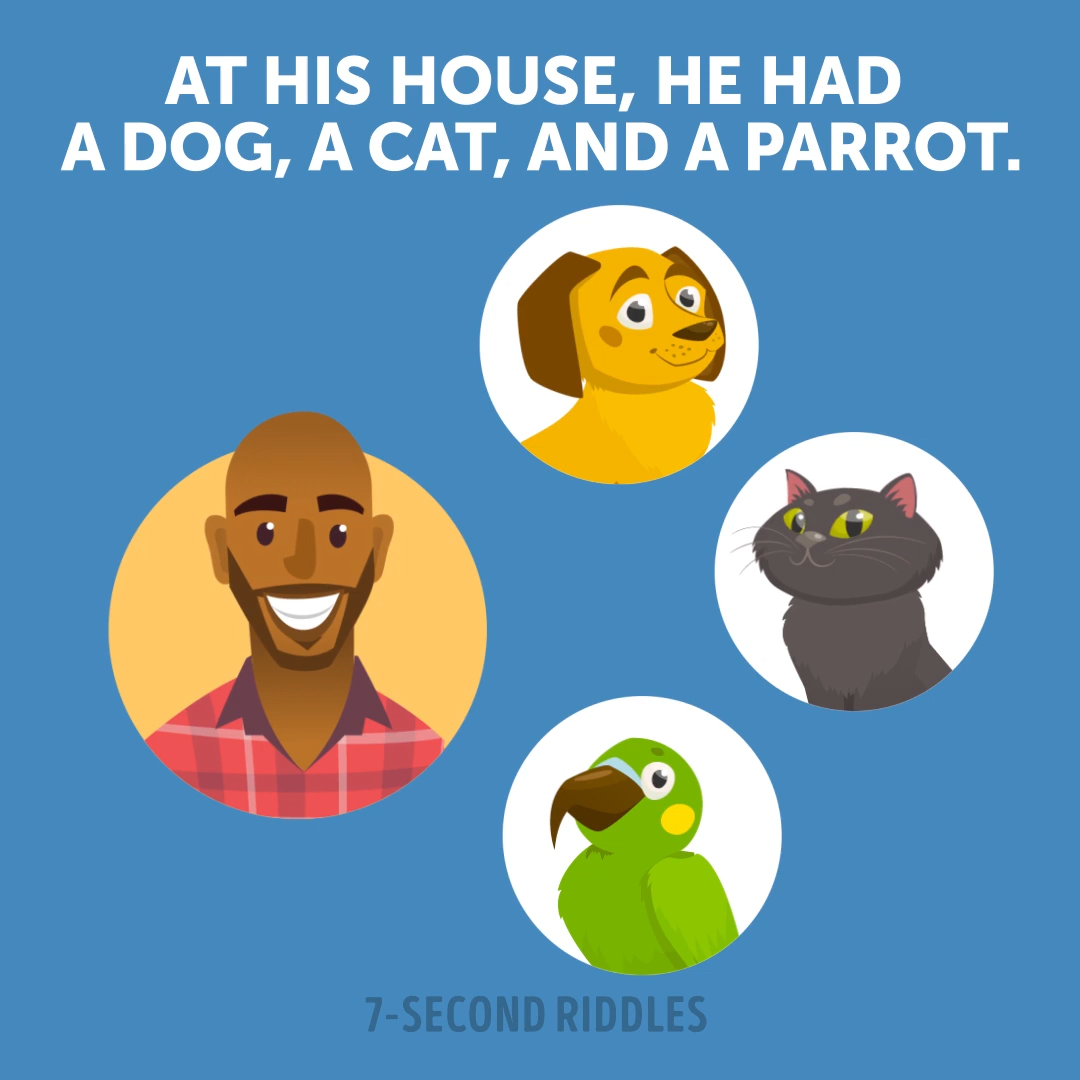 AT HIS HOUSE, HE HAD
A DOG, A CAT, AND A PARROT.
7-SECOND RIDDLES